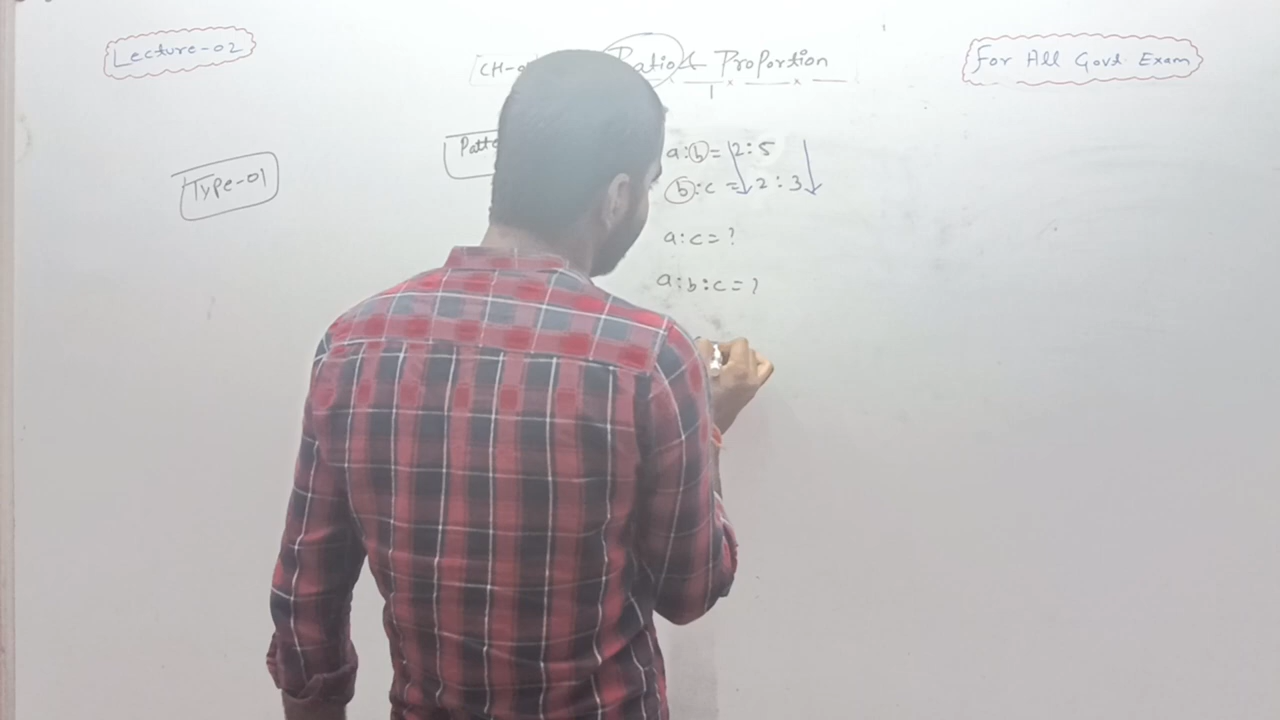 Lecture-02
Ratio & Proportion
For All Govt Exam
Type-01
a:b = 2:5
b:c = 2:3
a:c = ?
a:b:c = ?